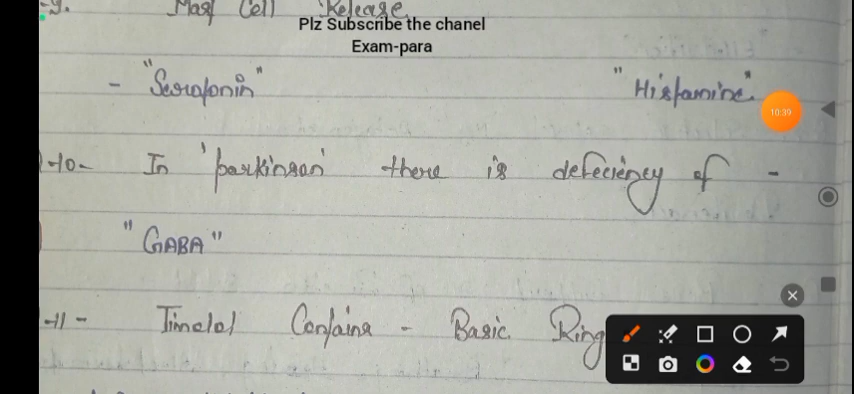 -9. Mast Cell Release
Plz Subscribe the chanel
Exam-para
- "Serotonin" "Histamine"
10:39
-10- In 'parkinson' there is defeciency of -
"GABA"
-11- Timolol Contains - Basic Ring